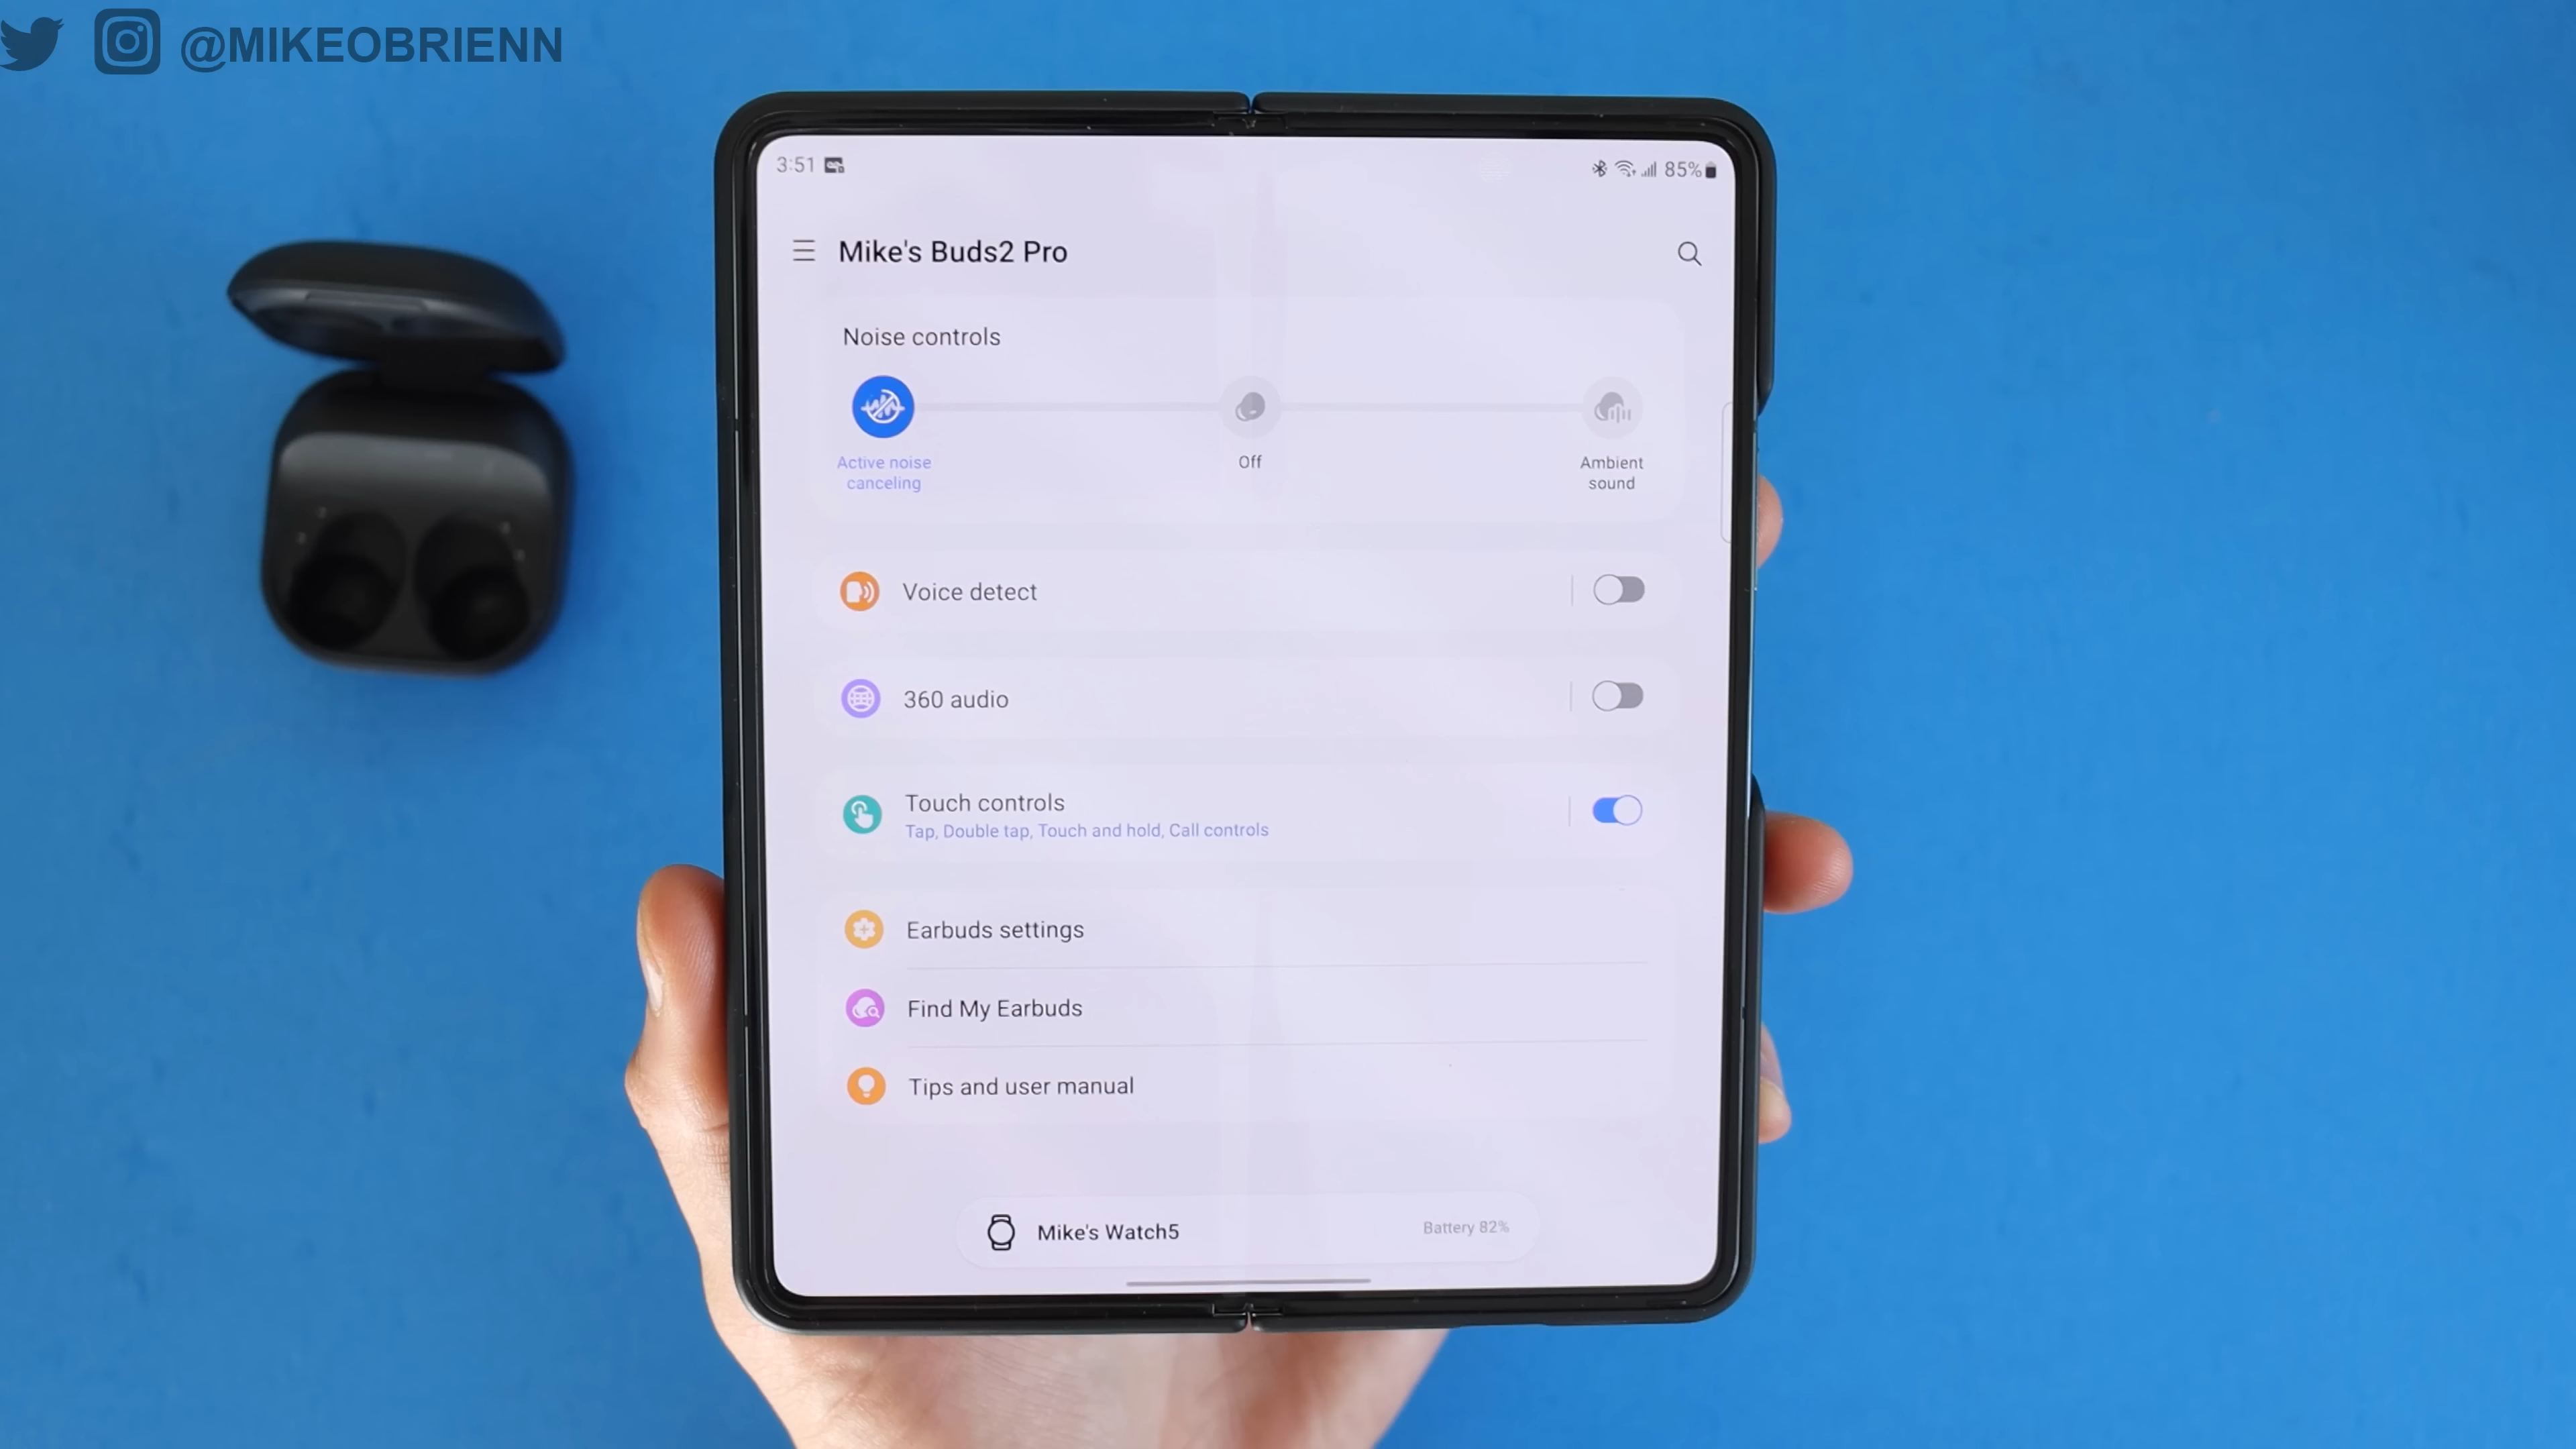 @MIKEOBRIENN
3:51
85%
Mike's Buds2 Pro
Noise controls
Active noise
canceling
Off
Ambient
sound
Voice detect
360 audio
Touch controls
Tap, Double tap, Touch and hold, Call controls
Earbuds settings
Find My Earbuds
Tips and user manual
Mike's Watch5
Battery 82%